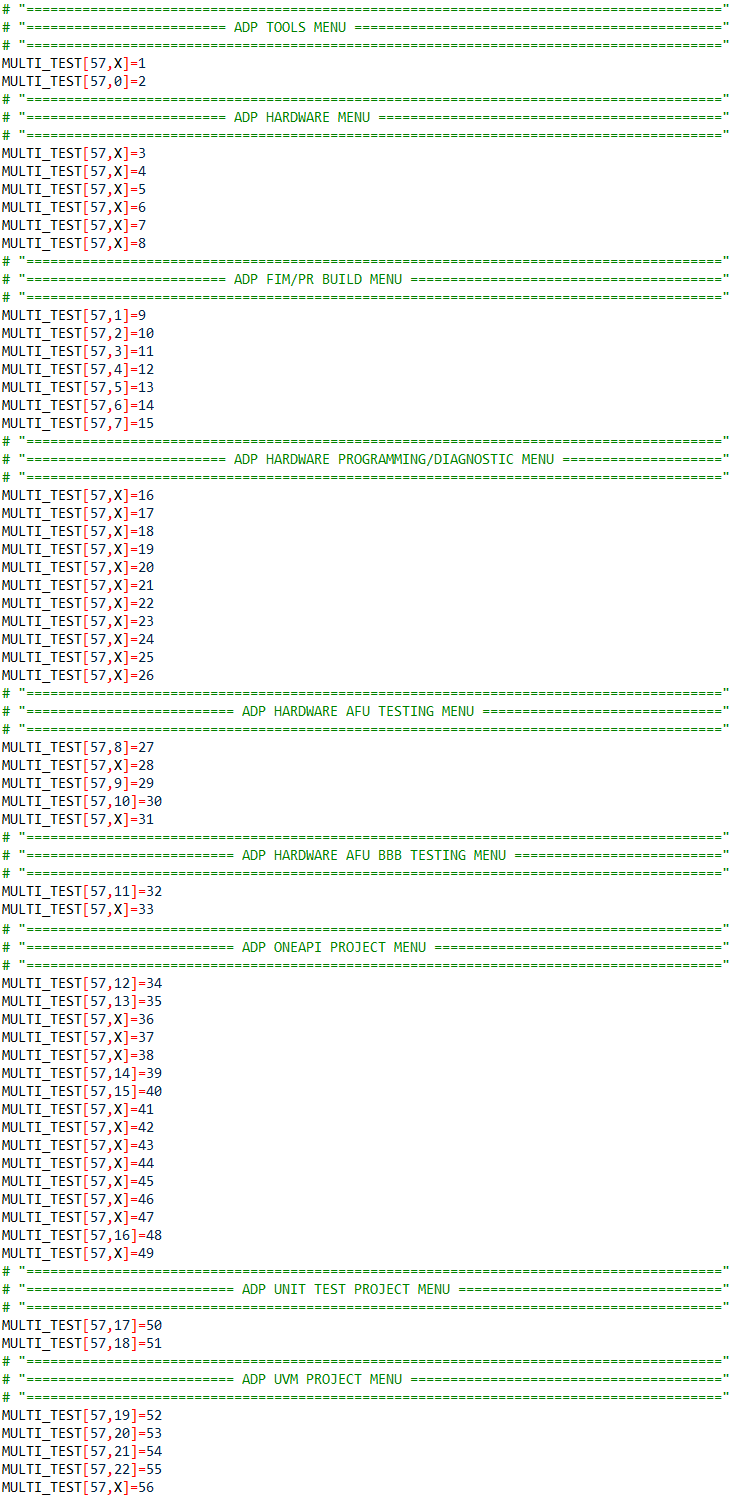 # "======================================================================================="
# "========================= ADP TOOLS MENU =============================================="
# "======================================================================================="
MULTI_TEST[57,X]=1
MULTI_TEST[57,0]=2
# "======================================================================================="
# "========================= ADP HARDWARE MENU ==========================================="
# "======================================================================================="
MULTI_TEST[57,X]=3
MULTI_TEST[57,X]=4
MULTI_TEST[57,X]=5
MULTI_TEST[57,X]=6
MULTI_TEST[57,X]=7
MULTI_TEST[57,X]=8
# "======================================================================================="
# "========================= ADP FIM/PR BUILD MENU ======================================="
# "======================================================================================="
MULTI_TEST[57,1]=9
MULTI_TEST[57,2]=10
MULTI_TEST[57,3]=11
MULTI_TEST[57,4]=12
MULTI_TEST[57,5]=13
MULTI_TEST[57,6]=14
MULTI_TEST[57,7]=15
# "======================================================================================="
# "========================= ADP HARDWARE PROGRAMMING/DIAGNOSTIC MENU ===================="
# "======================================================================================="
MULTI_TEST[57,X]=16
MULTI_TEST[57,X]=17
MULTI_TEST[57,X]=18
MULTI_TEST[57,X]=19
MULTI_TEST[57,X]=20
MULTI_TEST[57,X]=21
MULTI_TEST[57,X]=22
MULTI_TEST[57,X]=23
MULTI_TEST[57,X]=24
MULTI_TEST[57,X]=25
MULTI_TEST[57,X]=26
# "======================================================================================="
# "========================== ADP HARDWARE AFU TESTING MENU =============================="
# "======================================================================================="
MULTI_TEST[57,8]=27
MULTI_TEST[57,X]=28
MULTI_TEST[57,9]=29
MULTI_TEST[57,10]=30
MULTI_TEST[57,X]=31
# "======================================================================================="
# "========================== ADP HARDWARE AFU BBB TESTING MENU =========================="
# "======================================================================================="
MULTI_TEST[57,11]=32
MULTI_TEST[57,X]=33
# "======================================================================================="
# "========================== ADP ONEAPI PROJECT MENU ===================================="
# "======================================================================================="
MULTI_TEST[57,12]=34
MULTI_TEST[57,13]=35
MULTI_TEST[57,X]=36
MULTI_TEST[57,X]=37
MULTI_TEST[57,X]=38
MULTI_TEST[57,14]=39
MULTI_TEST[57,15]=40
MULTI_TEST[57,X]=41
MULTI_TEST[57,X]=42
MULTI_TEST[57,X]=43
MULTI_TEST[57,X]=44
MULTI_TEST[57,X]=45
MULTI_TEST[57,X]=46
MULTI_TEST[57,X]=47
MULTI_TEST[57,16]=48
MULTI_TEST[57,X]=49
# "======================================================================================="
# "========================== ADP UNIT TEST PROJECT MENU ================================="
# "======================================================================================="
MULTI_TEST[57,17]=50
MULTI_TEST[57,18]=51
# "======================================================================================="
# "========================== ADP UVM PROJECT MENU ======================================="
# "======================================================================================="
MULTI_TEST[57,19]=52
MULTI_TEST[57,20]=53
MULTI_TEST[57,21]=54
MULTI_TEST[57,22]=55
MULTI_TEST[57,X]=56